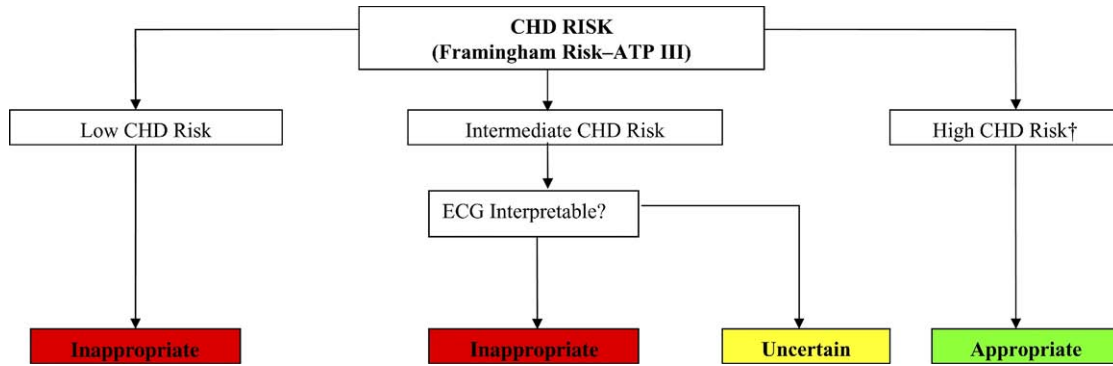 CHD RISK
(Framingham Risk–ATP III)
Low CHD Risk
Intermediate CHD Risk
High CHD Risk†
ECG Interpretable?
Inappropriate
Inappropriate
Uncertain
Appropriate